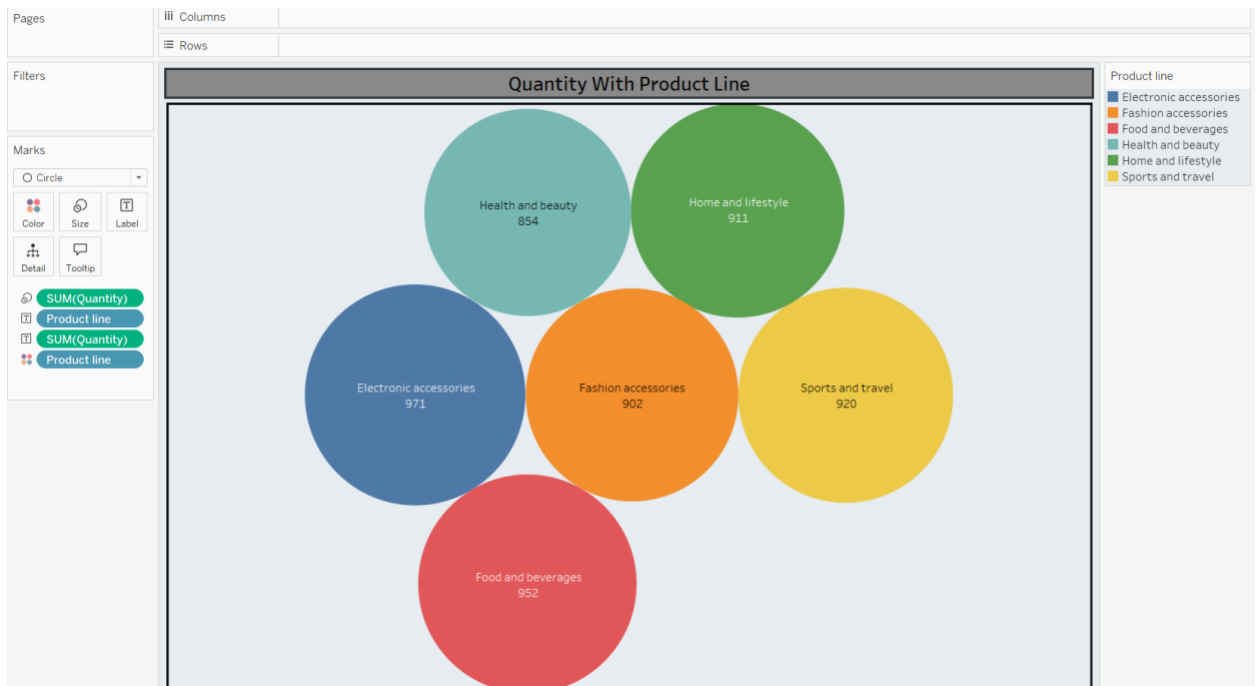 Pages
Columns
Rows
Filters
Quantity With Product Line
Product line
Electronic accessories
Fashion accessories
Food and beverages
Health and beauty
Home and lifestyle
Sports and travel
Marks
Circle
Color
Size
Label
Detail
Tooltip
SUM(Quantity)
Product line
SUM(Quantity)
Product line
Health and beauty
854
Home and lifestyle
911
Electronic accessories
971
Fashion accessories
902
Sports and travel
920
Food and beverages
952